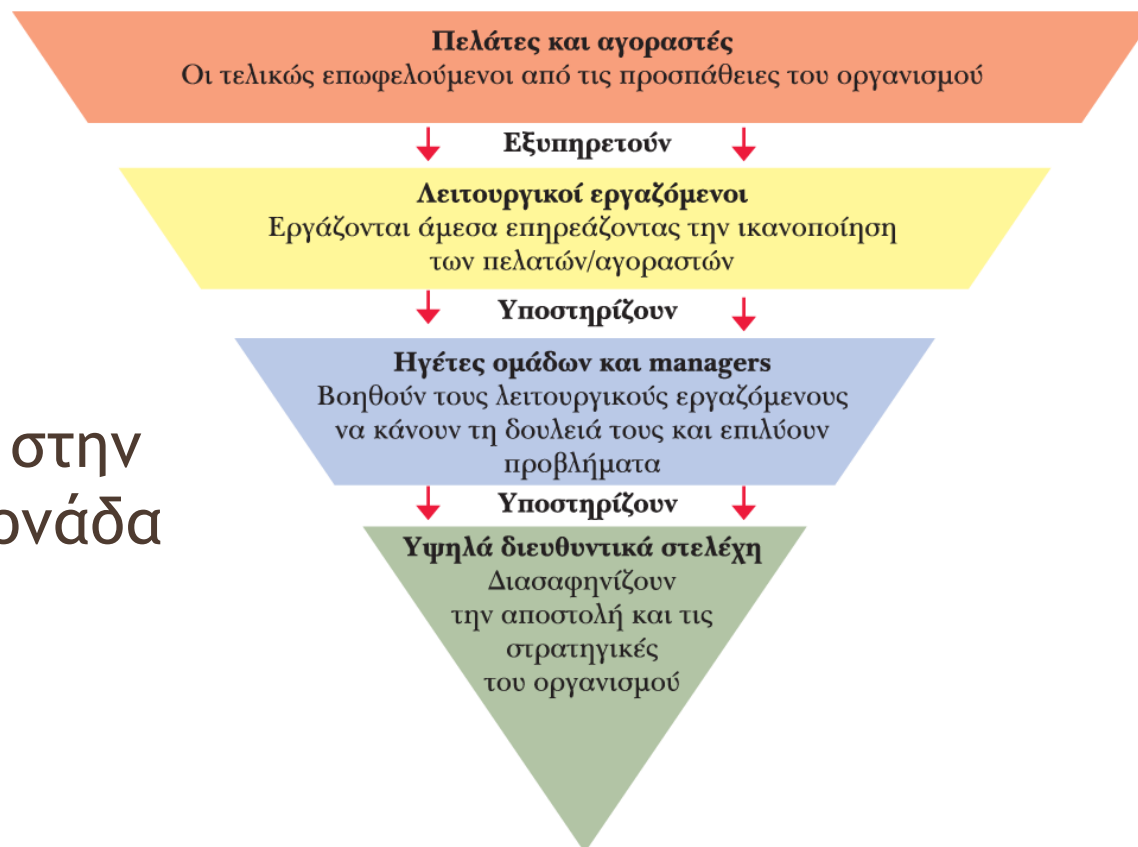 Πελάτες και αγοραστές
Οι τελικώς επωφελούμενοι από τις προσπάθειες του οργανισμού
Εξυπηρετούν
Λειτουργικοί εργαζόμενοι
Εργάζονται άμεσα επηρεάζοντας την ικανοποίηση
των πελατών/αγοραστών
Υποστηρίζουν
Ηγέτες ομάδων και managers
Βοηθούν τους λειτουργικούς εργαζόμενους
να κάνουν τη δουλειά τους και επιλύουν
προβλήματα
στην
Υποστηρίζουν
Υψηλά διευθυντικά στελέχη
Διασαφηνίζουν
την αποστολή και τις
στρατηγικές
του οργανισμού